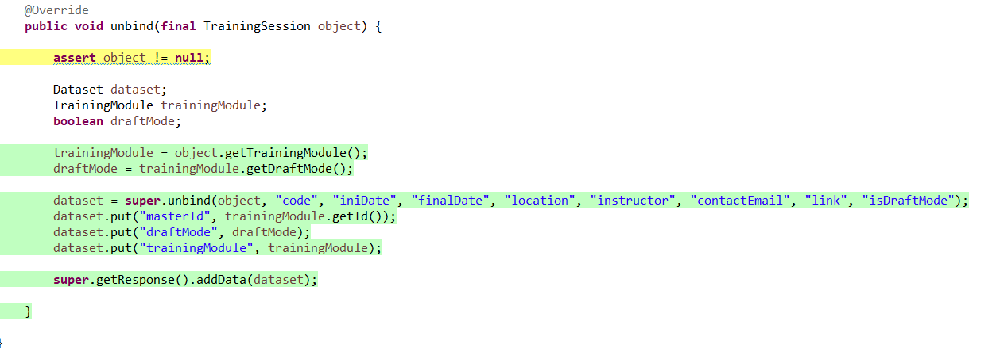 @Override
public void unbind(final TrainingSession object) {
assert object != null;
Dataset dataset;
TrainingModule trainingModule;
boolean draftMode;
trainingModule = object.getTrainingModule();
draftMode = trainingModule.getDraftMode();
dataset = super.unbind(object, "code", "iniDate", "finalDate", "location", "instructor", "contactEmail", "link", "isDraftMode");
dataset.put("masterId", trainingModule.getId());
dataset.put("draftMode", draftMode);
dataset.put("trainingModule", trainingModule);
super.getResponse().addData(dataset);
}
}